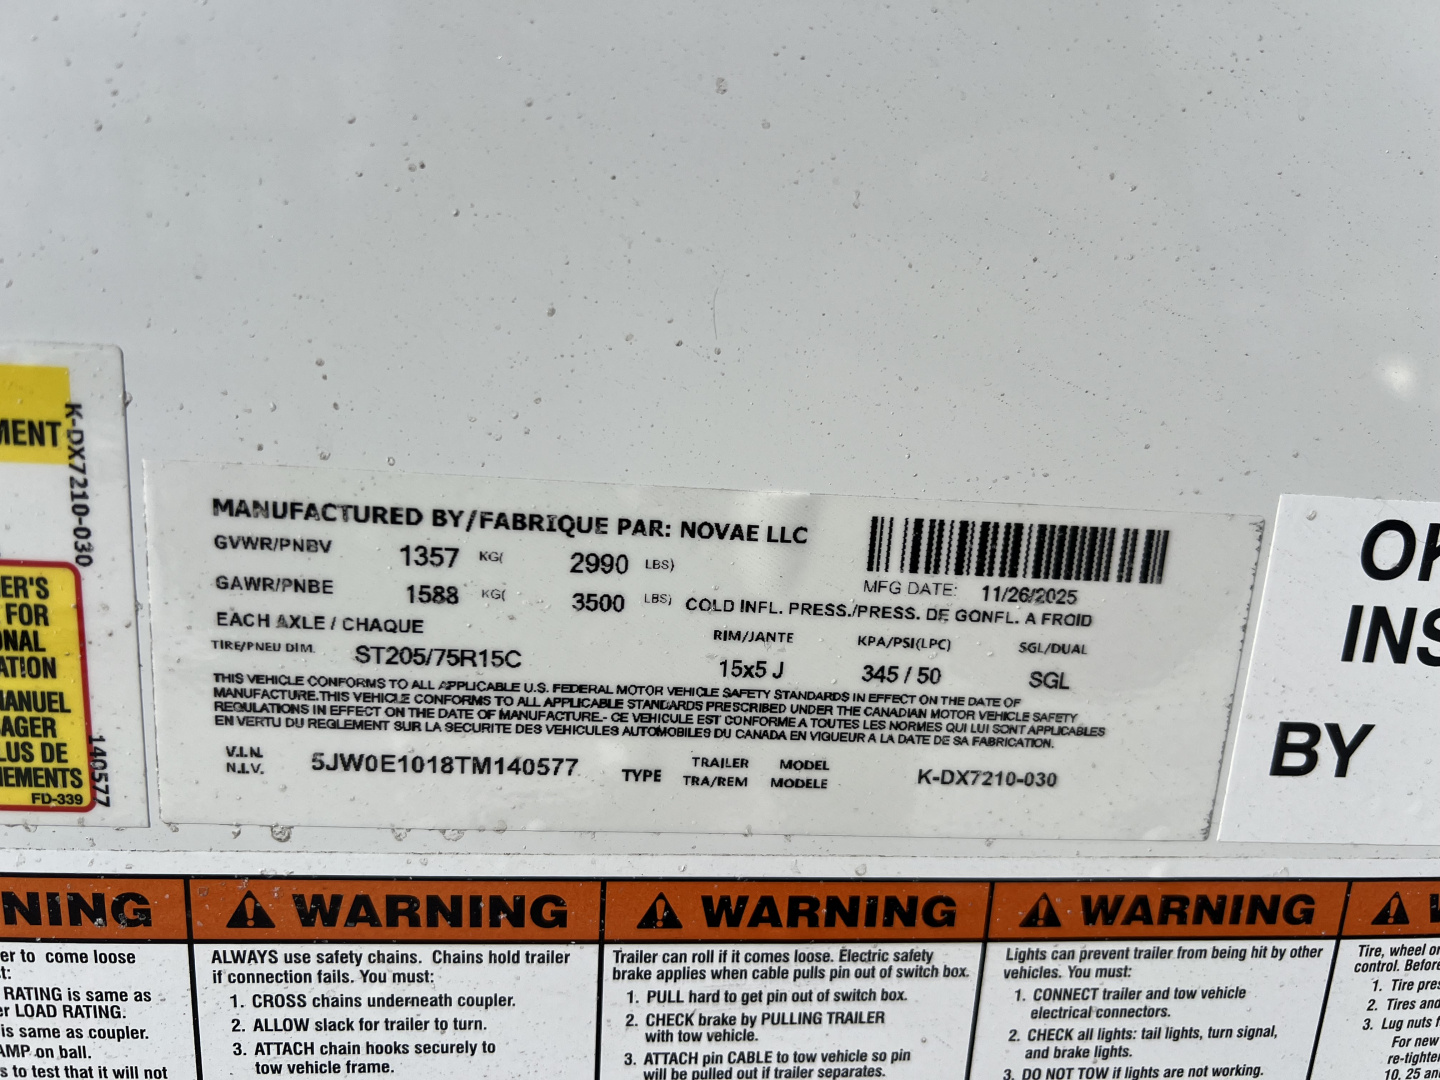 MENT
K-DX7210-030
ER'S
FOR
ONAL
ATION
MANUEL
AGER
LUS DE
EMENTS
FD-339
140577
MANUFACTURED BY/FABRIQUE PAR: NOVAE LLC
GVWR/PNBV 1357 KG( 2990 LBS)
MFG DATE: 11/26/2025
GAWR/PNBE 1588 KG( 3500 LBS) COLD INFL. PRESS./PRESS. DE GONFL. A FROID
EACH AXLE / CHAQUE RIM/JANTE KPA/PSI(LPC) SGL/DUAL
TIRE/PNEU DIM. ST205/75R15C 15x5 J 345 / 50 SGL
THIS VEHICLE CONFORMS TO ALL APPLICABLE U.S. FEDERAL MOTOR VEHICLE SAFETY STANDARDS IN EFFECT ON THE DATE OF
MANUFACTURE.THIS VEHICLE CONFORMS TO ALL APPLICABLE STANDARDS PRESCRIBED UNDER THE CANADIAN MOTOR VEHICLE SAFETY
REGULATIONS IN EFFECT ON THE DATE OF MANUFACTURE.- CE VEHICULE EST CONFORME A TOUTES LES NORMES QUI LUI SONT APPLICABLES
EN VERTU DU REGLEMENT SUR LA SECURITE DES VEHICULES AUTOMOBILES DU CANADA EN VIGUEUR A LA DATE DE SA FABRICATION.
V.I.N. 5JW0E1018TM140577 TYPE TRAILER MODEL K-DX7210-030
N.I.V. TRA/REM MODELE
OK
INS
BY
NING
er to come loose
t:
RATING is same as
er LOAD RATING.
is same as coupler.
AMP on ball.
s to test that it will not
WARNING
ALWAYS use safety chains. Chains hold trailer
if connection fails. You must:
1. CROSS chains underneath coupler.
2. ALLOW slack for trailer to turn.
3. ATTACH chain hooks securely to
tow vehicle frame.
WARNING
Trailer can roll if it comes loose. Electric safety
brake applies when cable pulls pin out of switch box.
1. PULL hard to get pin out of switch box.
2. CHECK brake by PULLING TRAILER
with tow vehicle.
3. ATTACH pin CABLE to tow vehicle so pin
will be pulled out if trailer separates.
WARNING
Lights can prevent trailer from being hit by other
vehicles. You must:
1. CONNECT trailer and tow vehicle
electrical connectors.
2. CHECK all lights: tail lights, turn signal,
and brake lights.
3. DO NOT TOW if lights are not working.
Tire, wheel or
control. Before
1. Tire pres
2. Tires and
3. Lug nuts
For new
re-tighten
10, 25 an